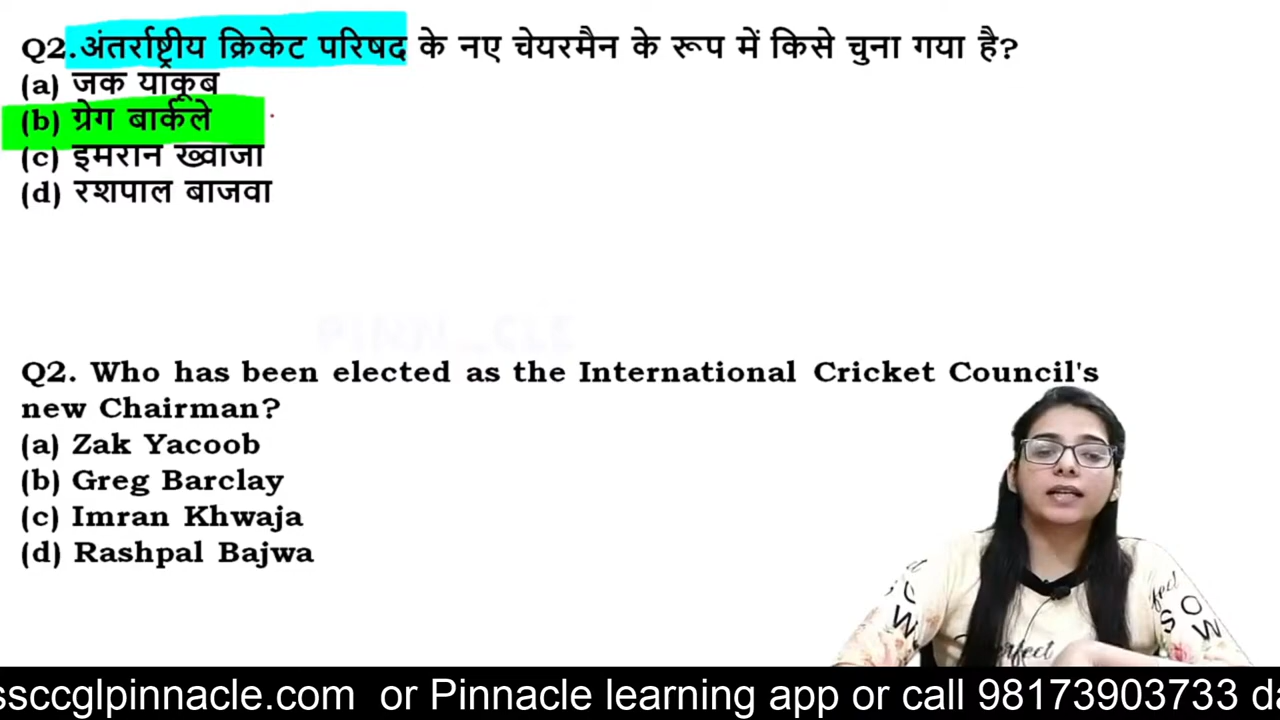 Q2.अंतर्राष्ट्रीय क्रिकेट परिषद के नए चेयरमैन के रूप में किसे चुना गया है?
(a) जक याकूब
(b) ग्रेग बार्कले
(c) इमरान ख्वाजा
(d) रशपाल बाजवा
Q2. Who has been elected as the International Cricket Council's
new Chairman?
(a) Zak Yacoob
(b) Greg Barclay
(c) Imran Khwaja
(d) Rashpal Bajwa
ssccglpinnacle.com or Pinnacle learning app or call 98173903733 da